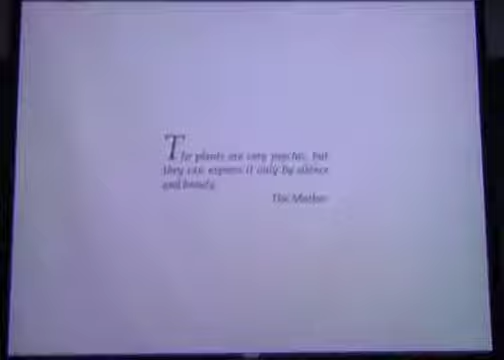 The plants are very psychic, but
they can express it only by silence
and beauty.
The Mother